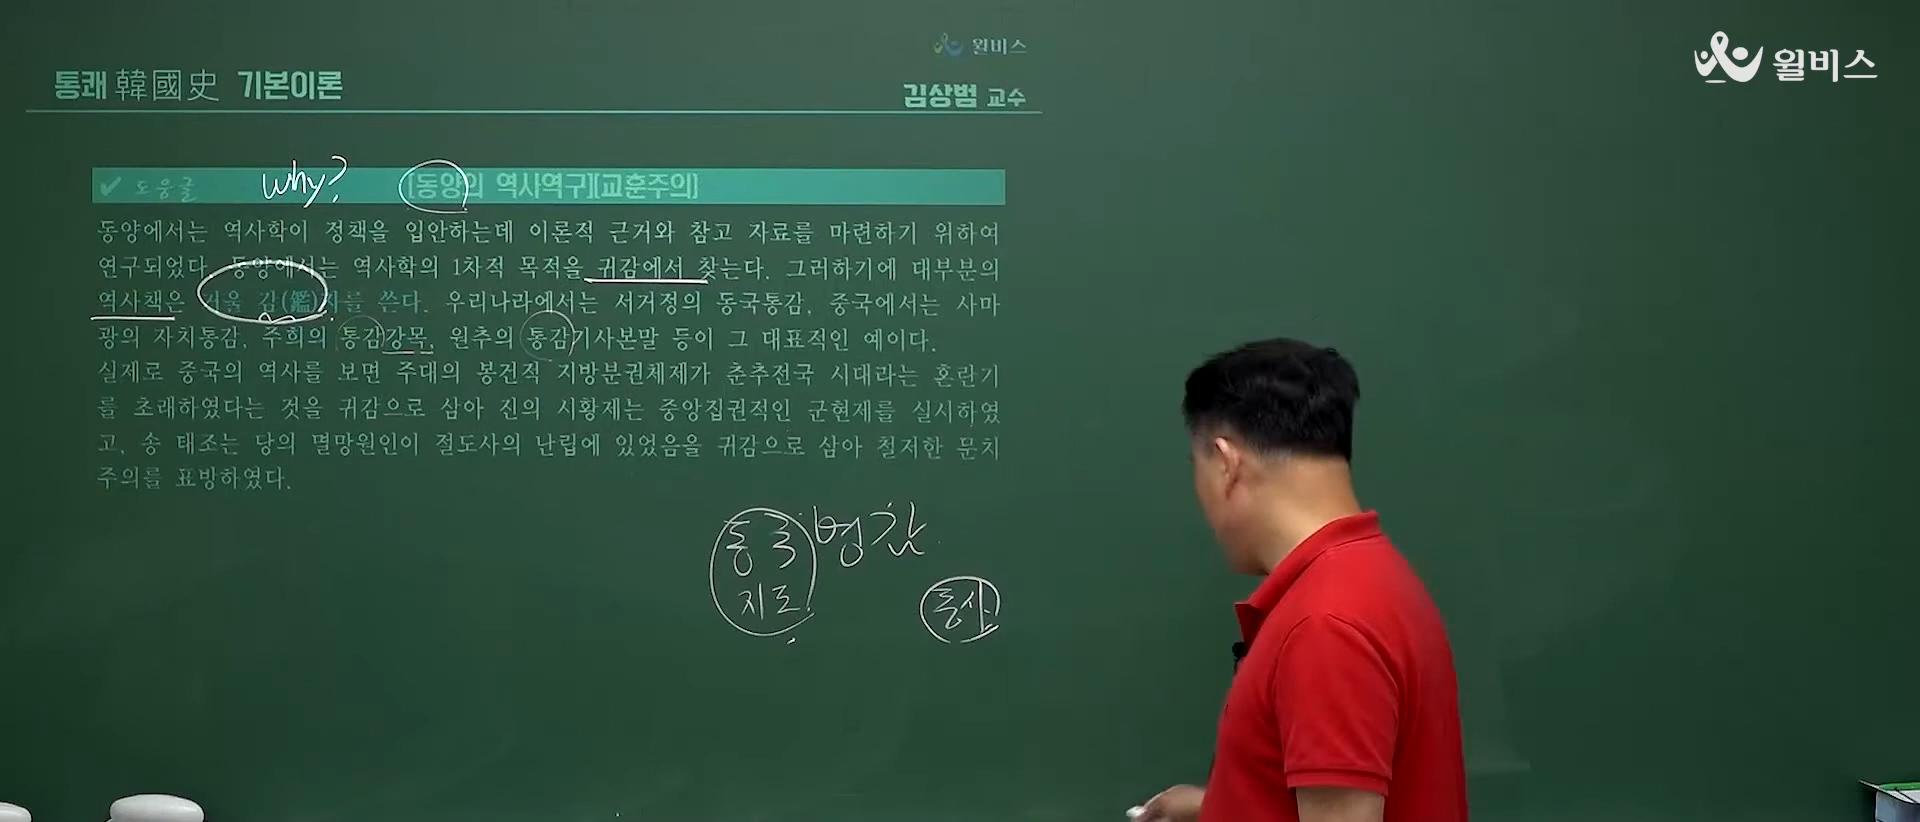 윌비스
윌비스
통쾌 韓國史 기본이론
김상범 교수
✔ 도움글 why? [동양의 역사연구][교훈주의]
동양에서는 역사학이 정책을 입안하는데 이론적 근거와 참고 자료를 마련하기 위하여
연구되었다. 동양에서는 역사학의 1차적 목적을 귀감에서 찾는다. 그러하기에 대부분의
역사책은 거울 감(鑑)자를 쓴다. 우리나라에서는 서거정의 동국통감, 중국에서는 사마
광의 자치통감, 주희의 통감강목, 원추의 통감기사본말 등이 그 대표적인 예이다.
실제로 중국의 역사를 보면 주대의 봉건적 지방분권체제가 춘추전국 시대라는 혼란기
를 초래하였다는 것을 귀감으로 삼아 진의 시황제는 중앙집권적인 군현제를 실시하였
고, 송 태조는 당의 멸망원인이 절도사의 난립에 있었음을 귀감으로 삼아 철저한 문치
주의를 표방하였다.
동국병감
지도
동사